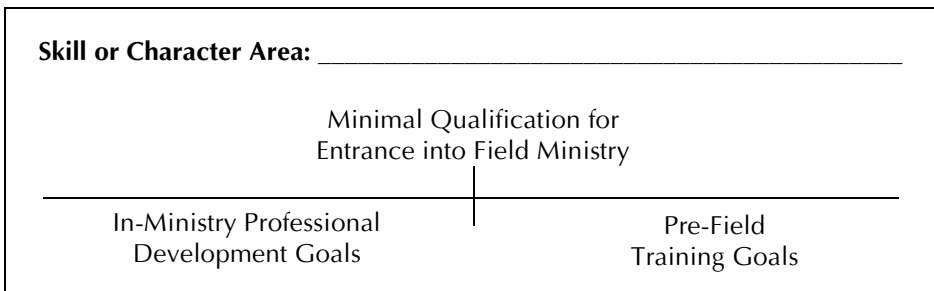 Skill or Character Area: ____________________________________________
Minimal Qualification for
Entrance into Field Ministry
In-Ministry Professional
Development Goals
Pre-Field
Training Goals